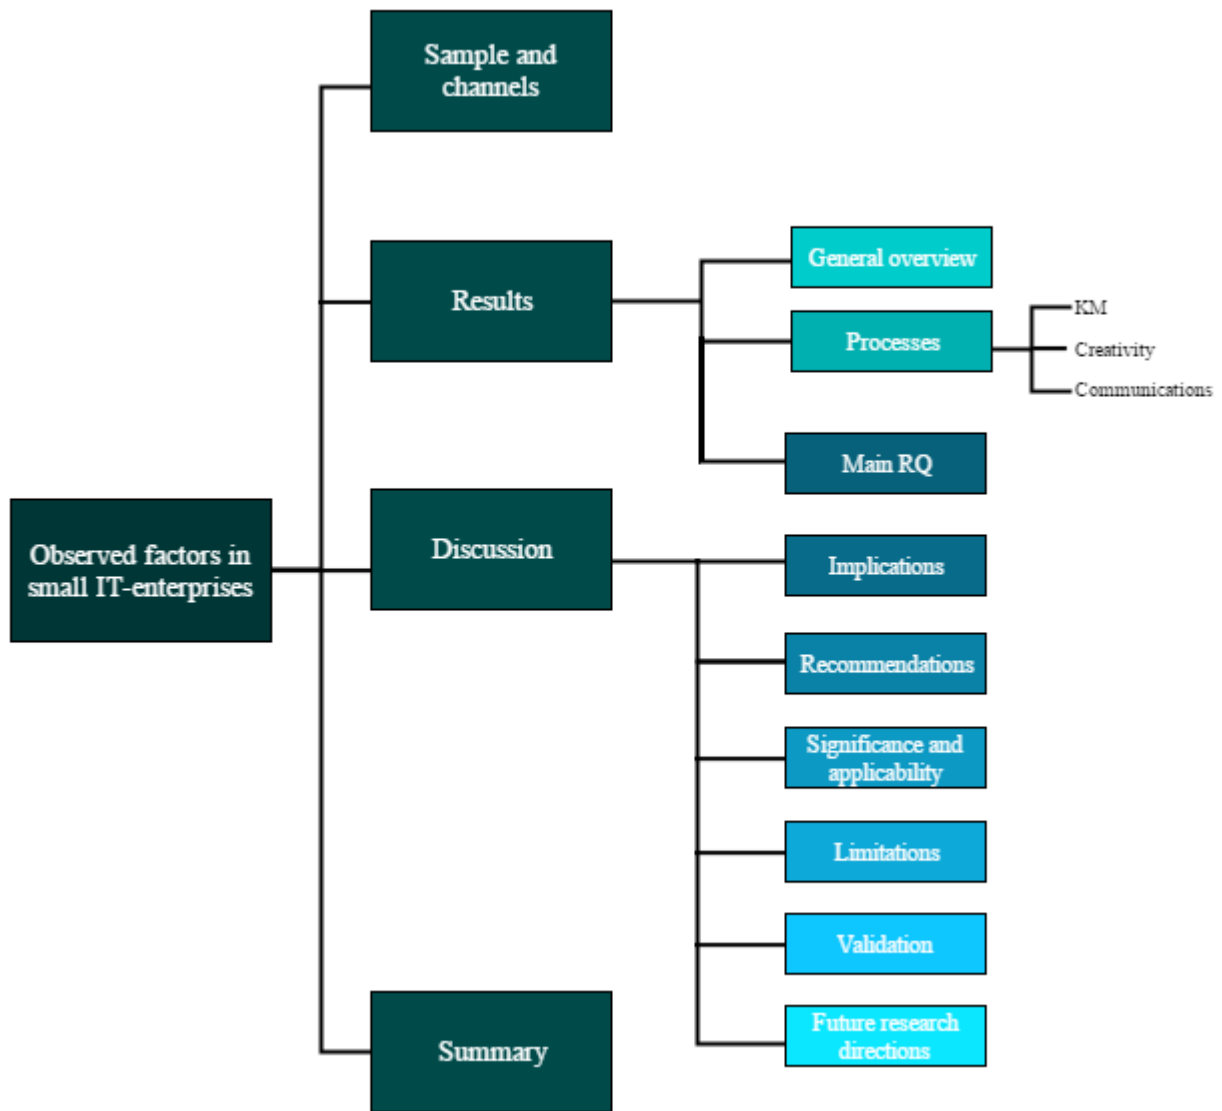 Sample and
channels
Results
General overview
Processes
KM
Creativity
Communications
Main RQ
Observed factors in
small IT-enterprises
Discussion
Implications
Recommendations
Significance and
applicability
Limitations
Validation
Future research
directions
Summary